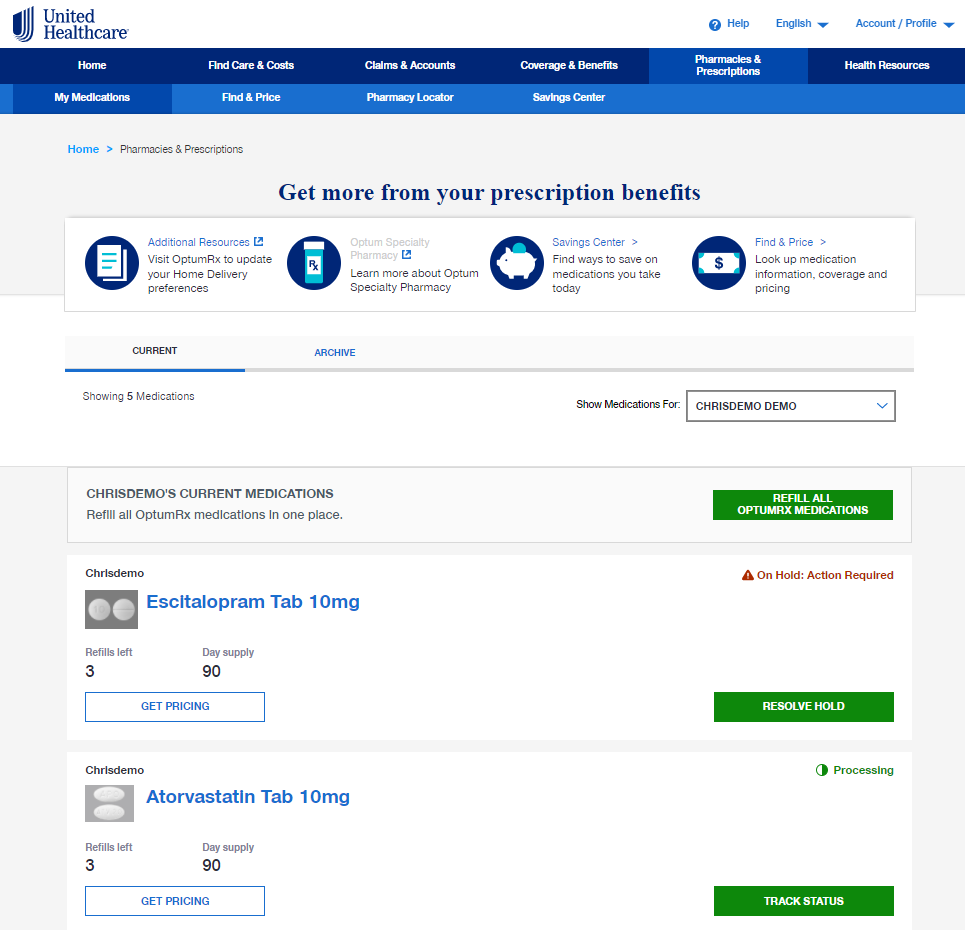 United
Healthcare
Help English Account / Profile
Home Find Care & Costs Claims & Accounts Coverage & Benefits Pharmacies & Prescriptions Health Resources
My Medications Find & Price Pharmacy Locator Savings Center
Home > Pharmacies & Prescriptions
Get more from your prescription benefits
Additional Resources
Visit OptumRx to update
your Home Delivery
preferences
Rx
Optum Specialty
Pharmacy
Learn more about Optum
Specialty Pharmacy
Savings Center >
Find ways to save on
medications you take
today
$
Find & Price >
Look up medication
information, coverage and
pricing
CURRENT ARCHIVE
Showing 5 Medications
Show Medications For: CHRISDEMO DEMO
CHRISDEMO'S CURRENT MEDICATIONS
Refill all OptumRx medications in one place.
REFILL ALL
OPTUMRX MEDICATIONS
Chrisdemo
On Hold: Action Required
Escitalopram Tab 10mg
Refills left Day supply
3 90
GET PRICING RESOLVE HOLD
Chrisdemo
Processing
Atorvastatin Tab 10mg
Refills left Day supply
3 90
GET PRICING TRACK STATUS